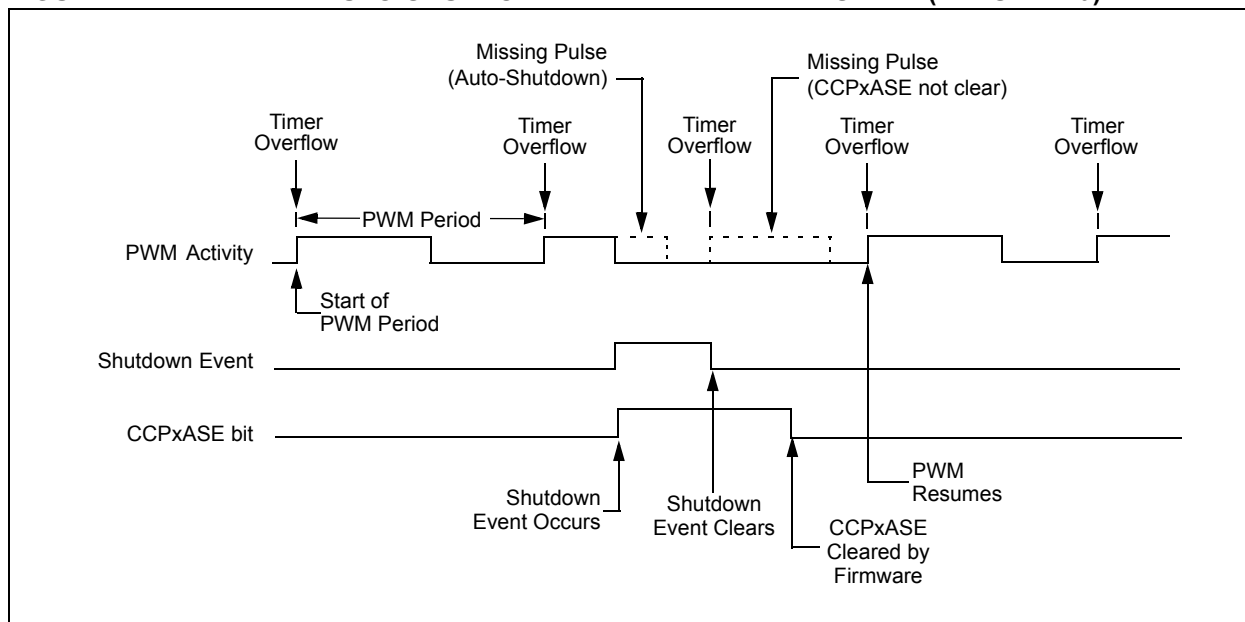 Missing Pulse
(Auto-Shutdown)
Missing Pulse
(CCPxASE not clear)
Timer
Overflow
Timer
Overflow
Timer
Overflow
Timer
Overflow
Timer
Overflow
PWM Period
PWM Activity
Start of
PWM Period
Shutdown Event
CCPxASE bit
Shutdown
Event Occurs
Shutdown
Event Clears
PWM
Resumes
CCPxASE
Cleared by
Firmware